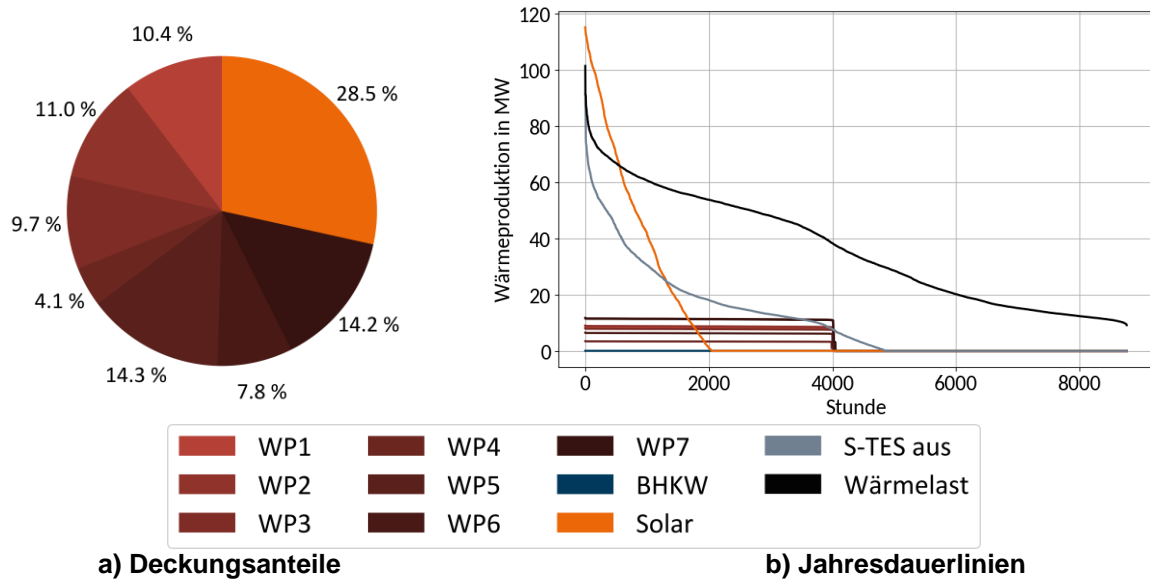 10.4 %
28.5 %
11.0 %
9.7 %
4.1 %
14.3 %
7.8 %
14.2 %
Wärmeproduktion in MW
120
100
80
60
40
20
0
0 2000 4000 6000 8000
Stunde
WP1 WP4 WP7 S-TES aus
WP2 WP5 BHKW Wärmelast
WP3 WP6 Solar
a) Deckungsanteile b) Jahresdauerlinien